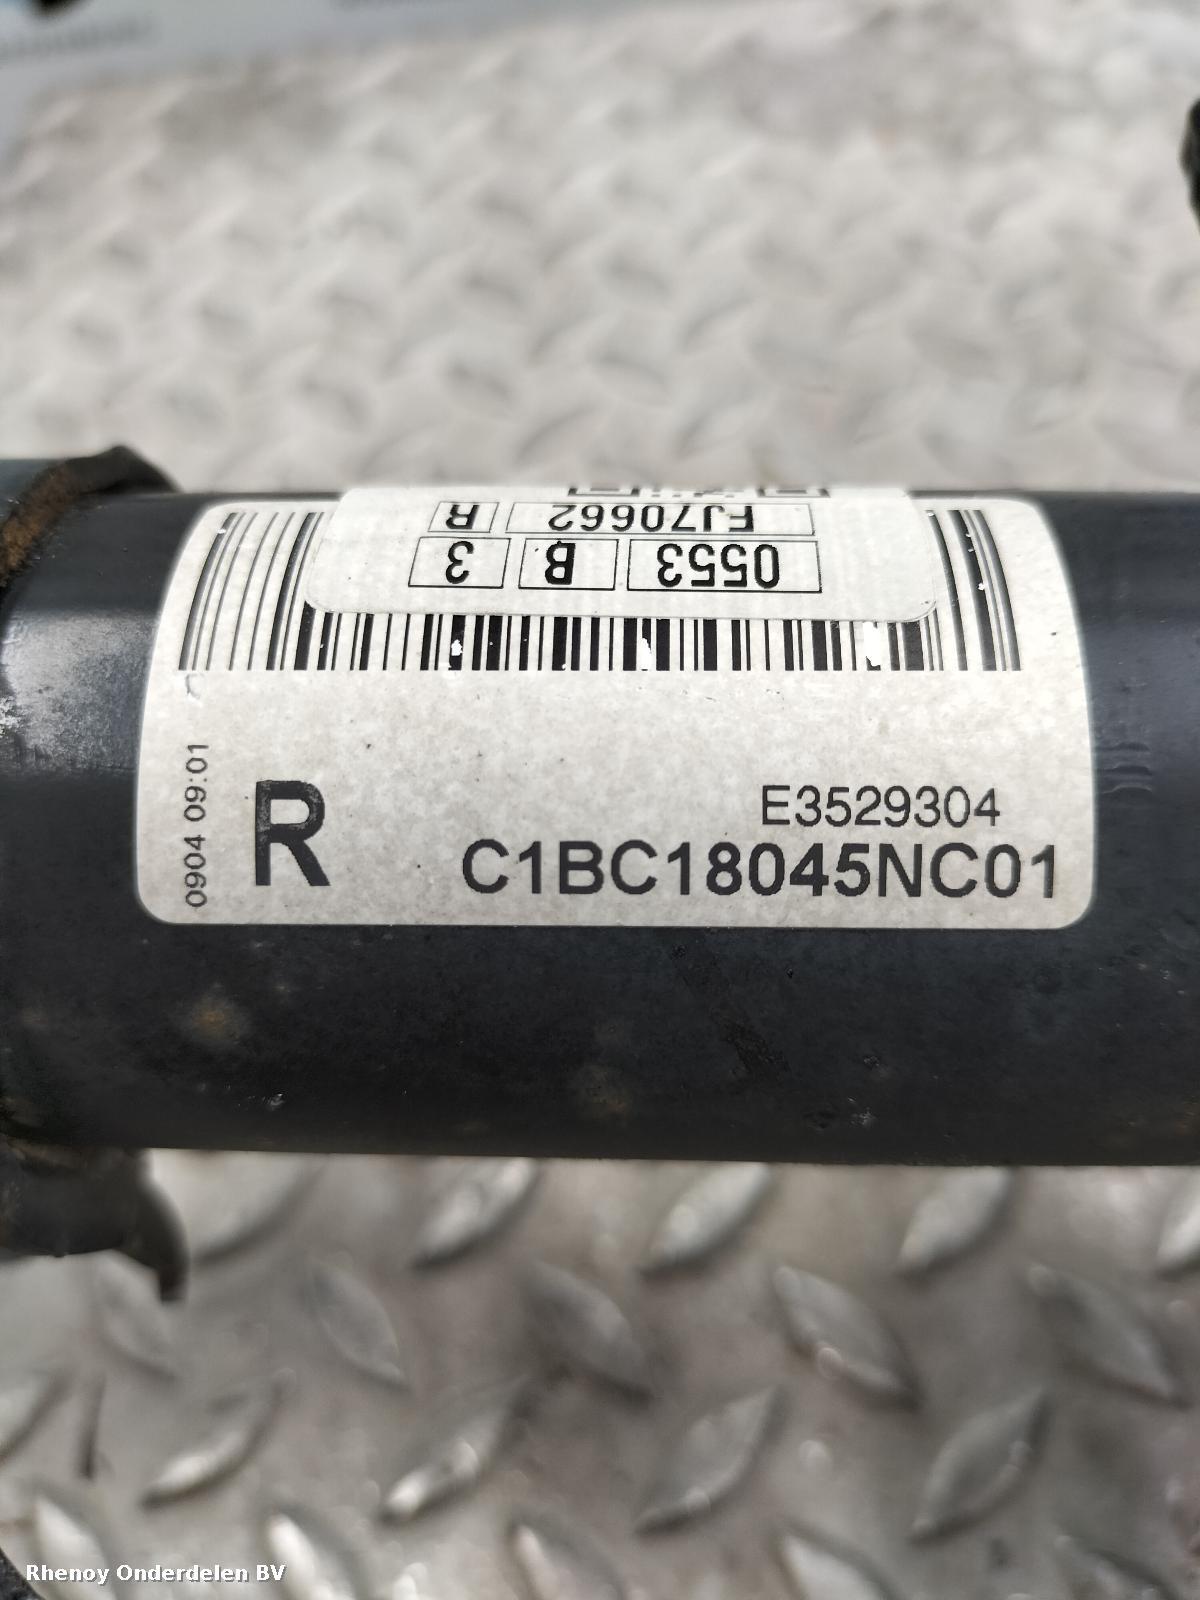 R FJ70662
0553 B 3
0904 09:01
R
E3529304
C1BC18045NC01
Rhenoy Onderdelen BV